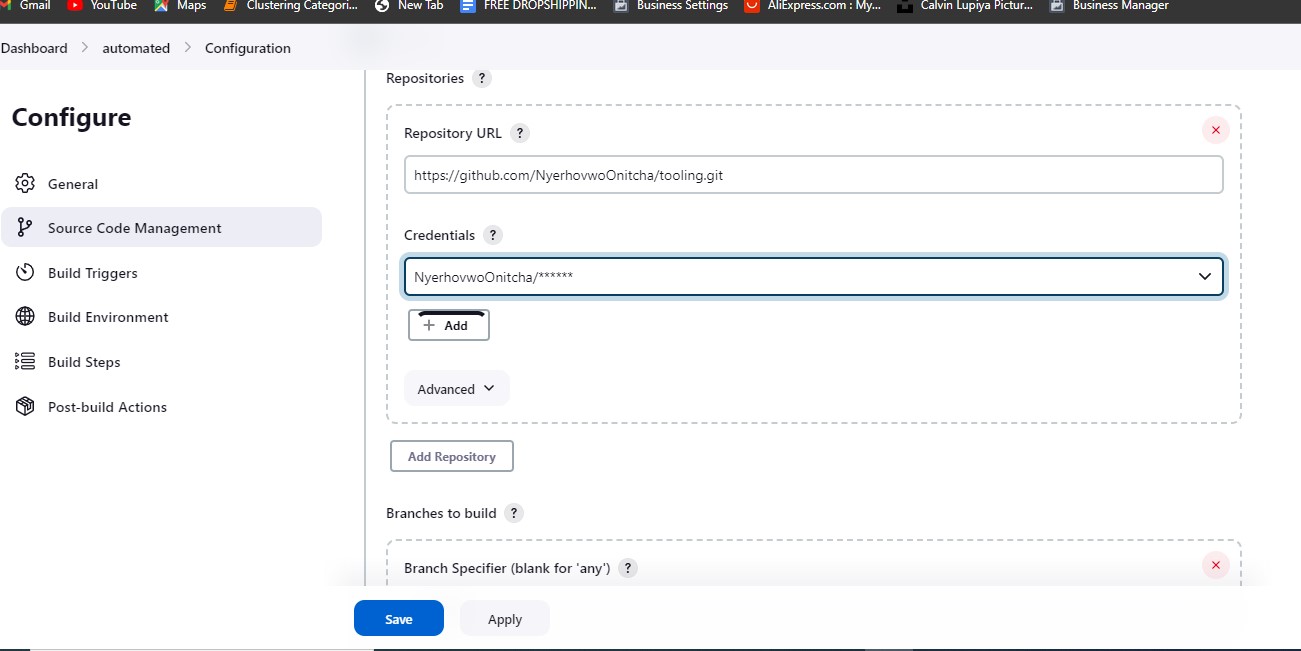 Gmail YouTube Maps Clustering Categori... New Tab FREE DROPSHIPPIN... Business Settings AliExpress.com : My... Calvin Lupiya Pictur... Business Manager
Dashboard > automated > Configuration
Configure
General
Source Code Management
Build Triggers
Build Environment
Build Steps
Post-build Actions
Repositories ?
Repository URL ?
https://github.com/NyerhovwoOnitcha/tooling.git
Credentials ?
NyerhovwoOnitcha/******
+ Add
Advanced
Add Repository
Branches to build ?
Branch Specifier (blank for 'any') ?
Save Apply